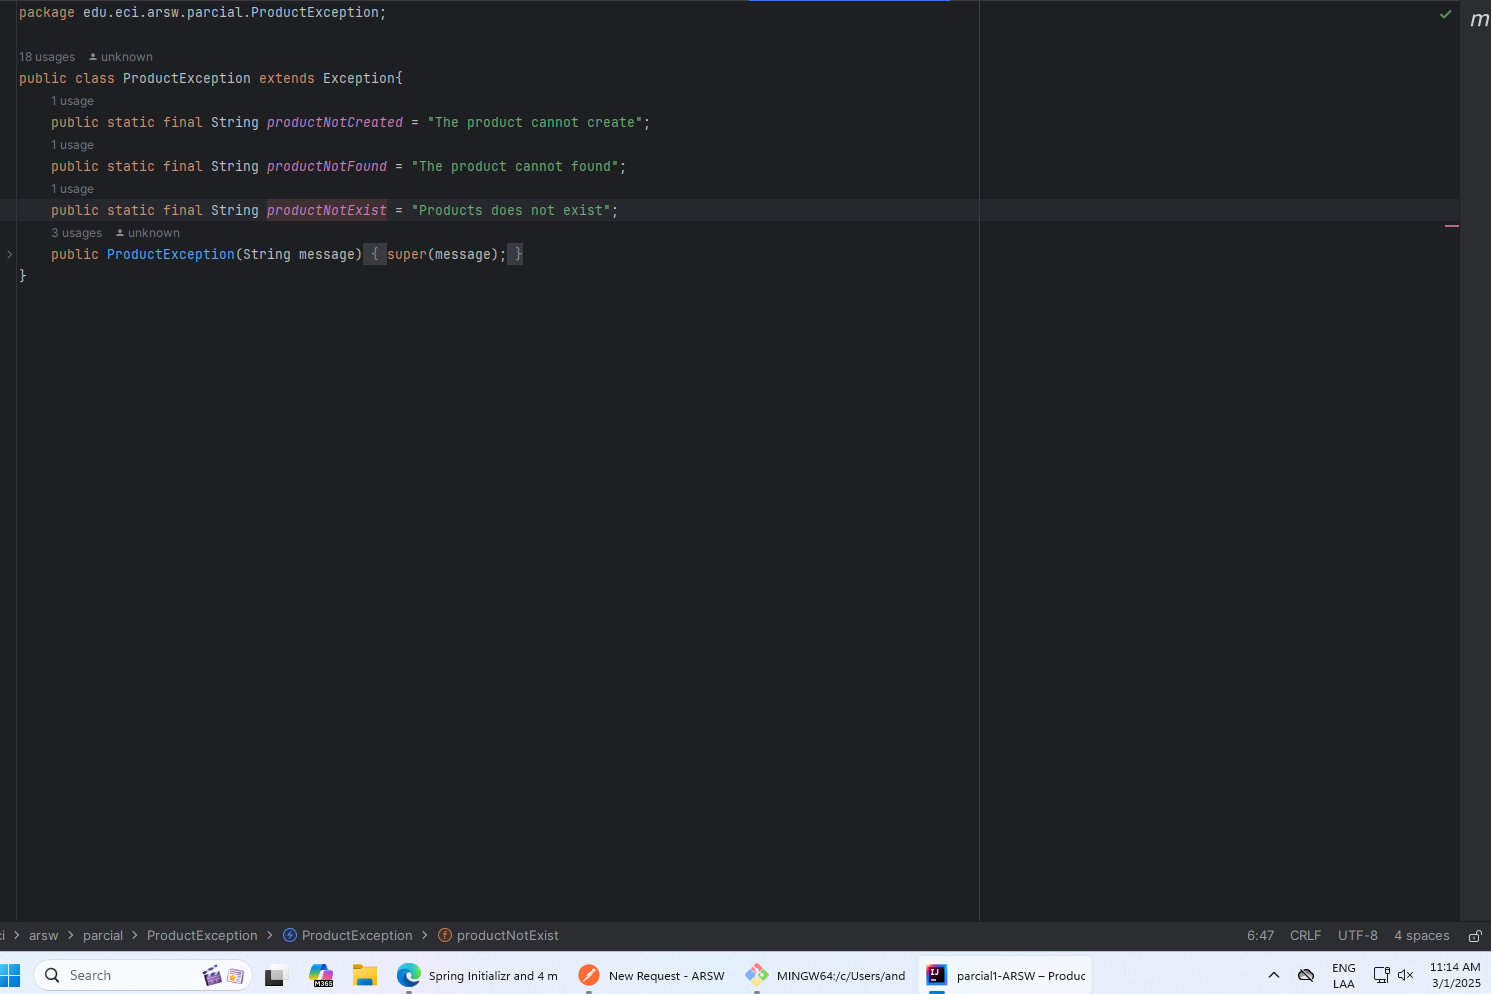 package edu.eci.arsw.parcial.ProductException;
18 usages unknown
public class ProductException extends Exception{
1 usage
public static final String productNotCreated = "The product cannot create";
1 usage
public static final String productNotFound = "The product cannot found";
1 usage
public static final String productNotExist = "Products does not exist";
3 usages unknown
public ProductException(String message) { super(message); }
}
m
ci > arsw > parcial > ProductException > ProductException > productNotExist
6:47 CRLF UTF-8 4 spaces
Search
M365
Spring Initializr and 4 m
New Request - ARSW
MINGW64:/c/Users/and
IJ
parcial1-ARSW – Produc
ENG
LAA
11:14 AM
3/1/2025